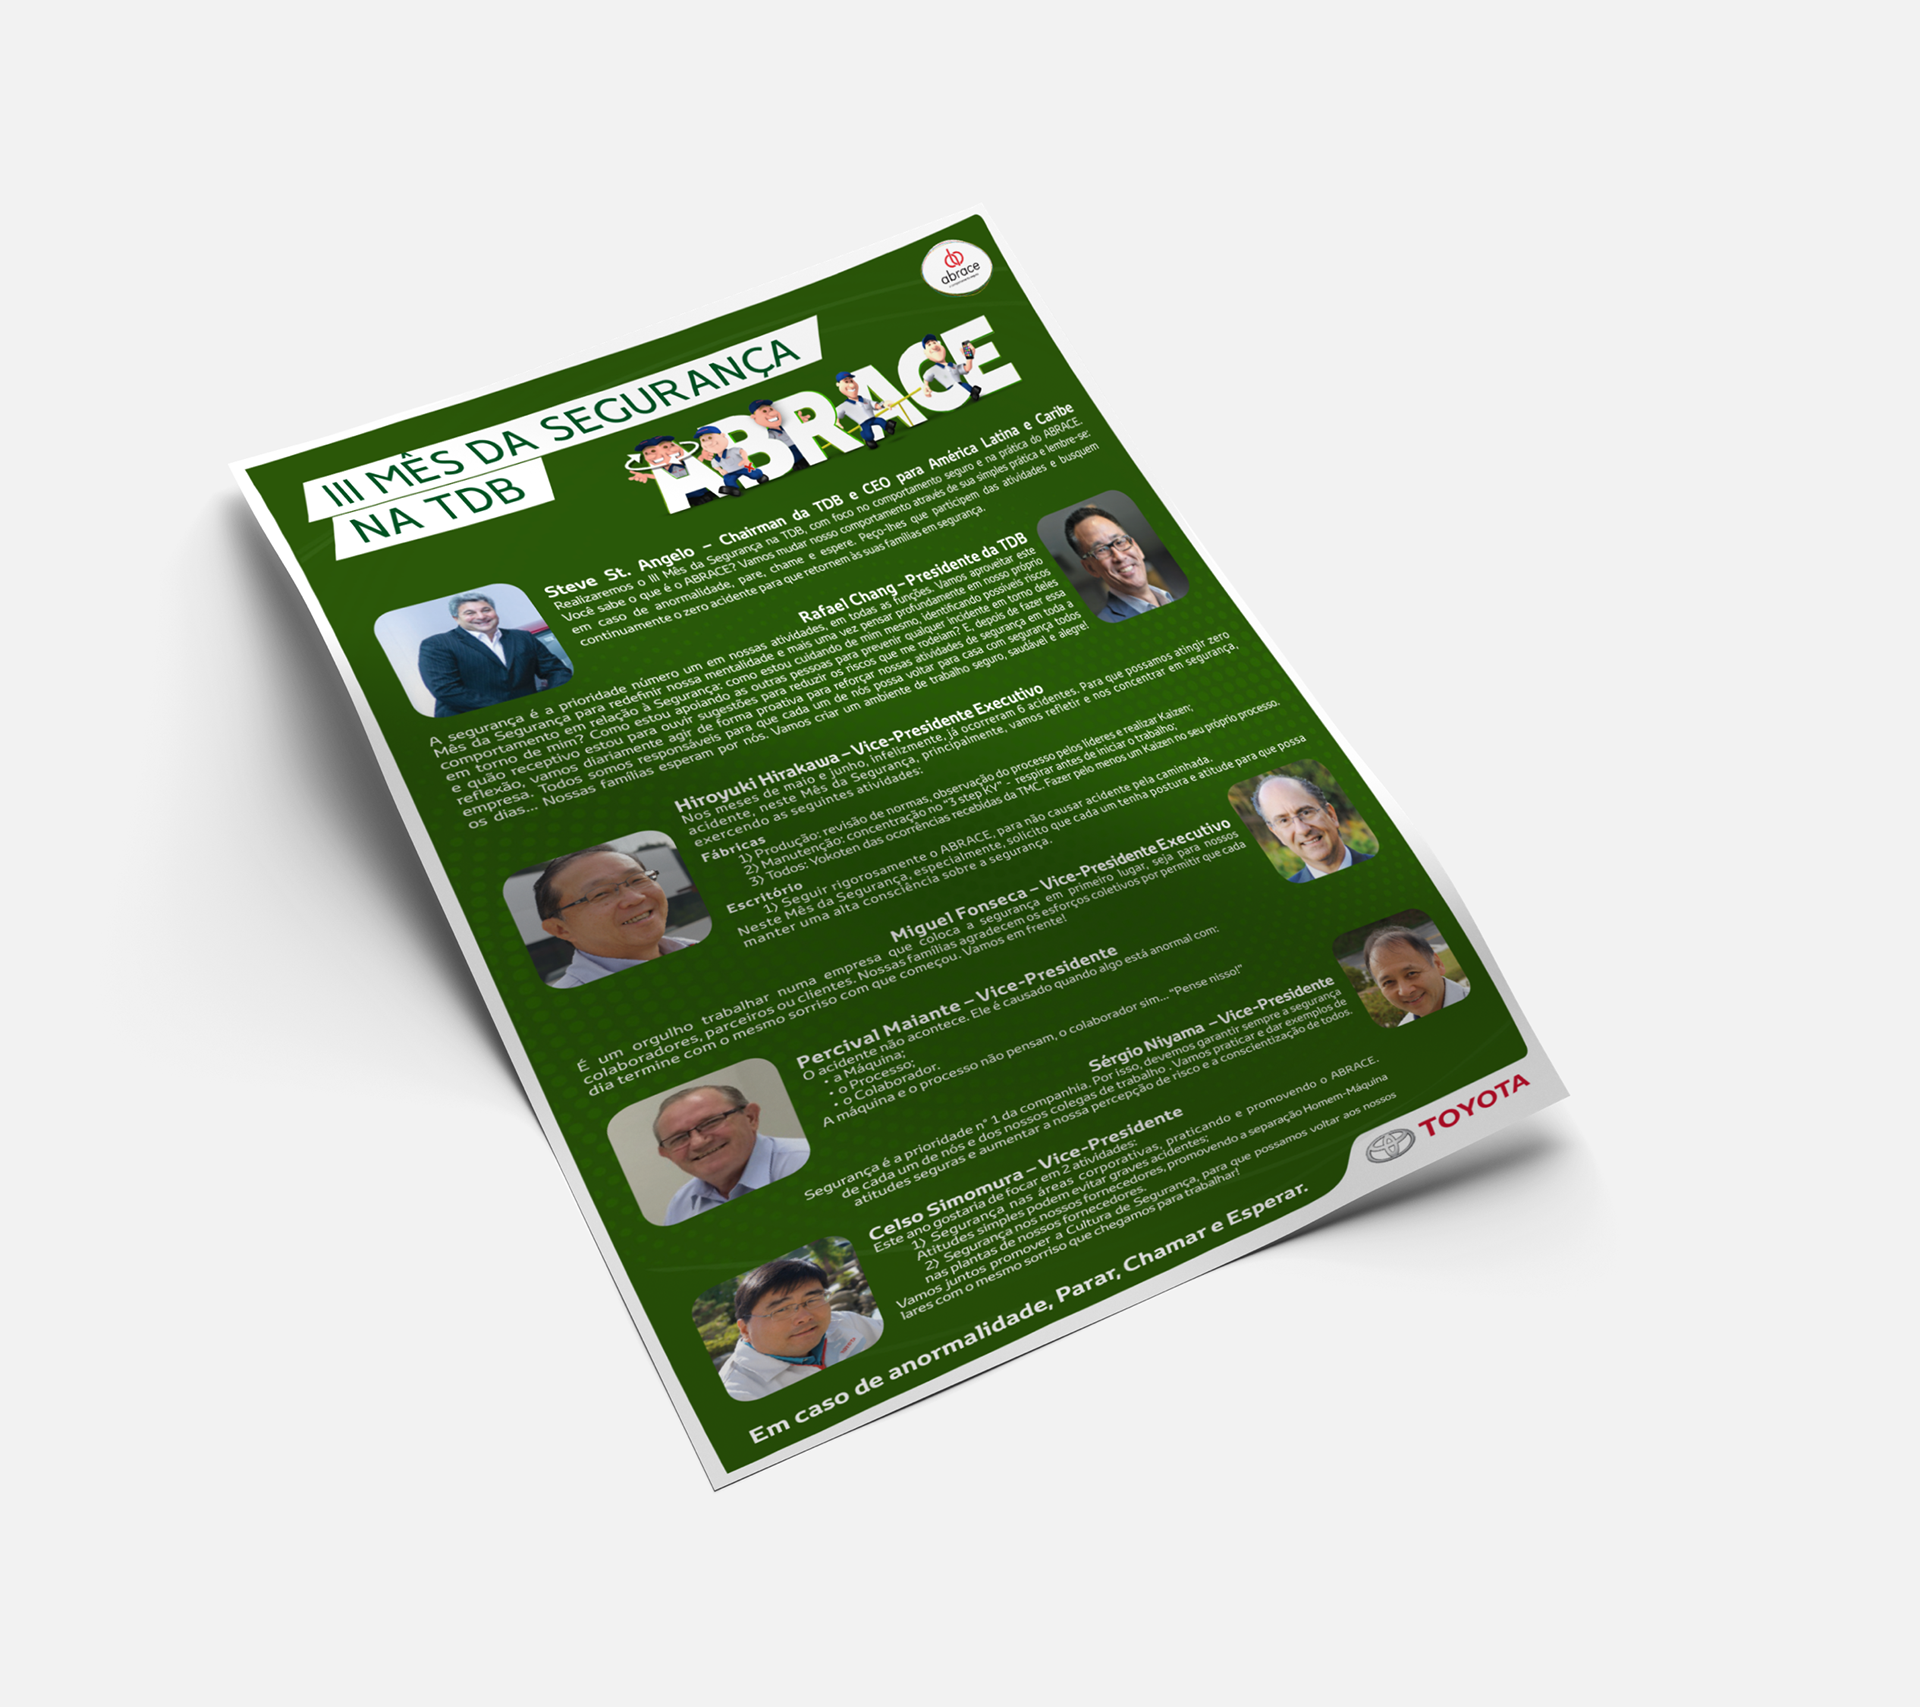 abrace
III MÊS DA SEGURANÇA
NA TDB
ABRACE
Steve St. Angelo – Chairman da TDB e CEO para América Latina e Caribe
Realizaremos o III Mês da Segurança na TDB, com foco no comportamento seguro e na prática do ABRACE.
Você sabe o que é o ABRACE? Vamos mudar nosso comportamento através de sua simples prática e lembre-se:
em caso de anormalidade, pare, chame e espere. Peço-lhes que participem das atividades e busquem
continuamente o zero acidente para que retornem às suas famílias em segurança.
Rafael Chang – Presidente da TDB
A segurança é a prioridade número um em nossas atividades, em todas as funções. Vamos aproveitar este
Mês da Segurança para redefinir nossa mentalidade e mais uma vez pensar profundamente em nosso próprio
comportamento em relação à Segurança: como estou cuidando de mim mesmo, identificando possíveis riscos
em torno de mim? Como estou apoiando as outras pessoas para prevenir qualquer incidente em torno deles
e quão receptivo estou para ouvir sugestões para reduzir os riscos que me rodeiam? E, depois de fazer essa
reflexão, vamos diariamente agir de forma proativa para reforçar nossas atividades de segurança em toda a
empresa. Todos somos responsáveis para que cada um de nós possa voltar para casa com segurança todos
os dias... Nossas famílias esperam por nós. Vamos criar um ambiente de trabalho seguro, saudável e alegre!
Hiroyuki Hirakawa – Vice-Presidente Executivo
Nos meses de maio e junho, infelizmente, já ocorreram 6 acidentes. Para que possamos atingir zero
acidente, neste Mês da Segurança, principalmente, vamos refletir e nos concentrar em segurança,
exercendo as seguintes atividades:
Fábricas
1) Produção: revisão de normas, observação do processo pelos líderes e realizar Kaizen;
2) Manutenção: concentração no “3 step KY” – respirar antes de iniciar o trabalho;
3) Todos: Yokoten das ocorrências recebidas da TMC. Fazer pelo menos um Kaizen no seu próprio processo.
Escritório
1) Seguir rigorosamente o ABRACE, para não causar acidente pela caminhada.
Neste Mês da Segurança, especialmente, solicito que cada um tenha postura e atitude para que possa
manter uma alta consciência sobre a segurança.
Miguel Fonseca – Vice-Presidente Executivo
É um orgulho trabalhar numa empresa que coloca a segurança em primeiro lugar, seja para nossos
colaboradores, parceiros ou clientes. Nossas famílias agradecem os esforços coletivos por permitir que cada
dia termine com o mesmo sorriso com que começou. Vamos em frente!
Percival Maiante – Vice-Presidente
O acidente não acontece. Ele é causado quando algo está anormal com:
• a Máquina;
• o Processo;
• o Colaborador.
A máquina e o processo não pensam, o colaborador sim... “Pense nisso!”
Sérgio Niyama – Vice-Presidente
Segurança é a prioridade n° 1 da companhia. Por isso, devemos garantir sempre a segurança
de cada um de nós e dos nossos colegas de trabalho . Vamos praticar e dar exemplos de
atitudes seguras e aumentar a nossa percepção de risco e a conscientização de todos.
Celso Simomura – Vice-Presidente
Este ano gostaria de focar em 2 atividades:
1) Segurança nas áreas corporativas, praticando e promovendo o ABRACE.
Atitudes simples podem evitar graves acidentes;
2) Segurança nos nossos fornecedores, promovendo a separação Homem-Máquina
nas plantas de nossos fornecedores.
Vamos juntos promover a Cultura de Segurança, para que possamos voltar aos nossos
lares com o mesmo sorriso que chegamos para trabalhar!
Em caso de anormalidade, Parar, Chamar e Esperar.
TOYOTA